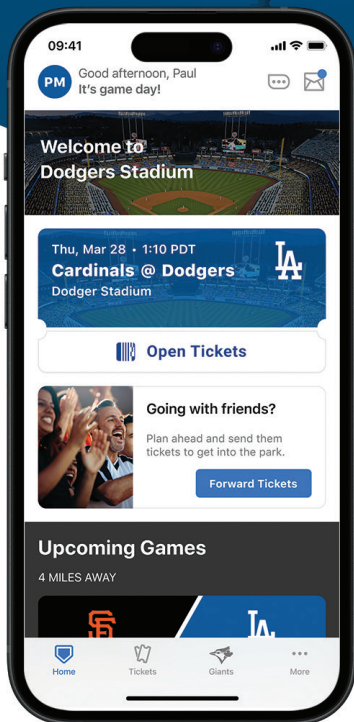 09:41
PM
Good afternoon, Paul
It's game day!
Welcome to
Dodgers Stadium
Thu, Mar 28 • 1:10 PDT
Cardinals @ Dodgers
Dodger Stadium
LA
Open Tickets
Going with friends?
Plan ahead and send them
tickets to get into the park.
Forward Tickets
Upcoming Games
4 MILES AWAY
SF
LA
Home
Tickets
Giants
More